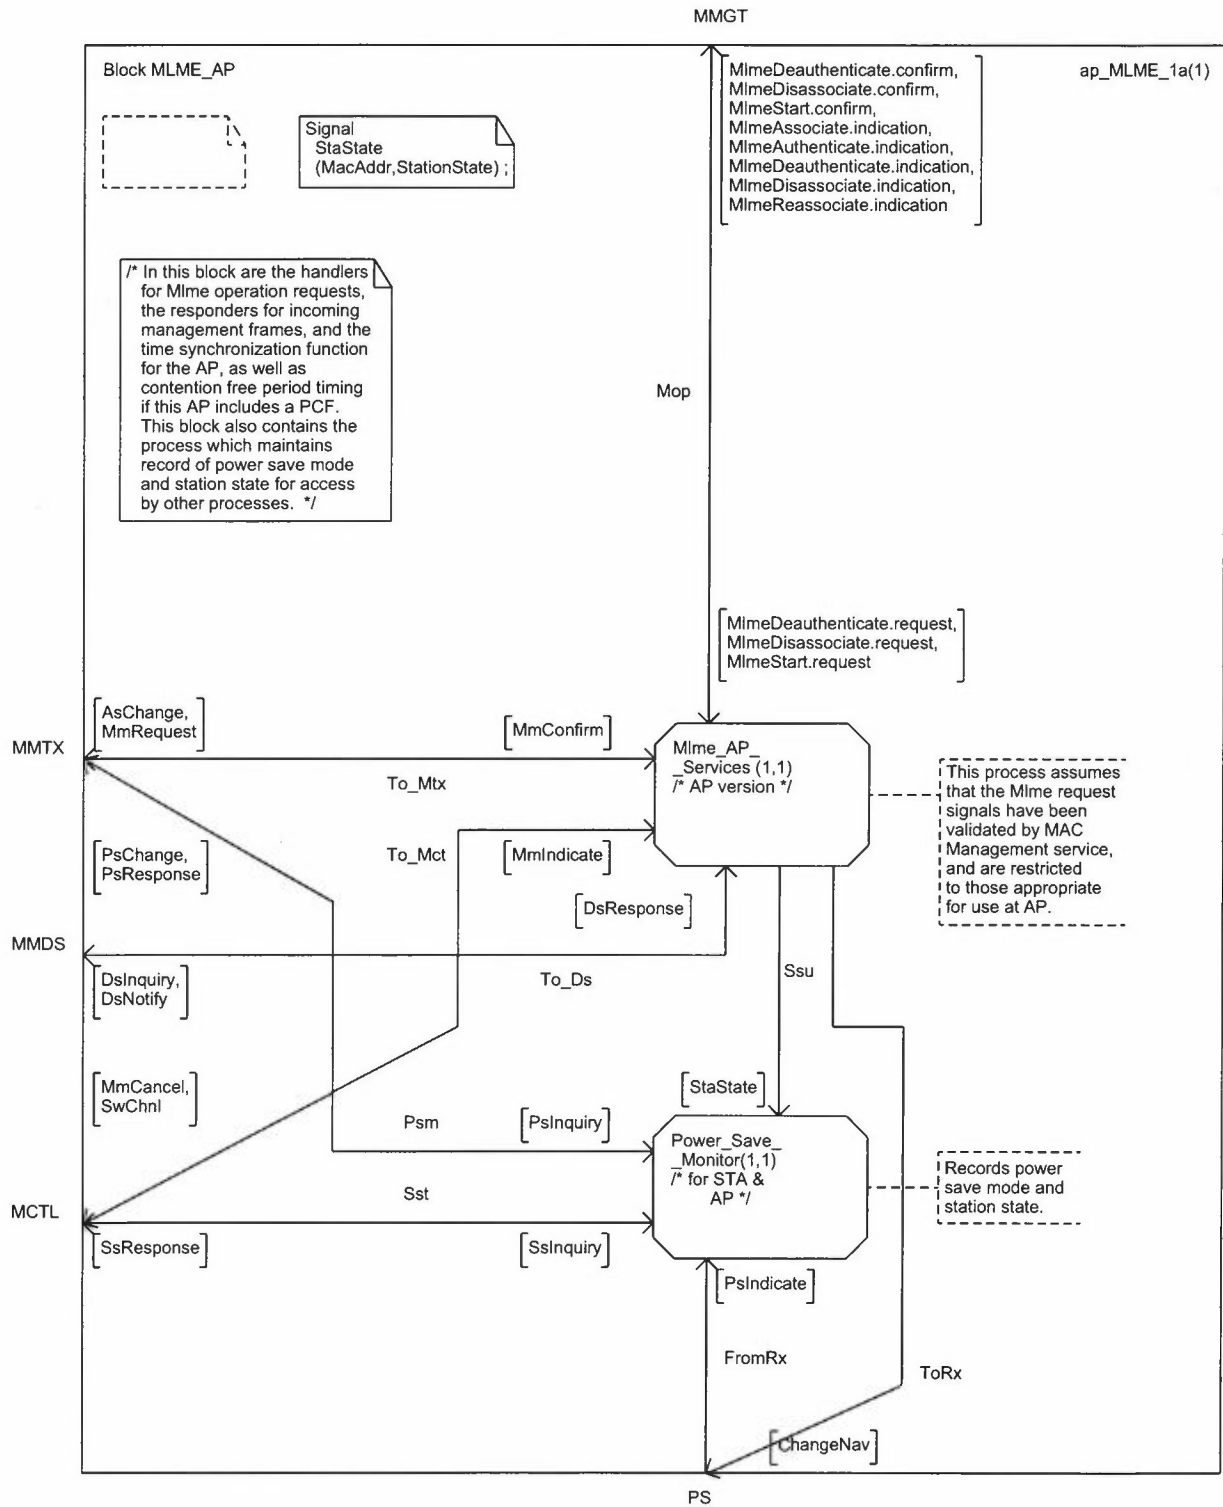 MMGT
Block MLME_AP
ap_MLME_1a(1)
Signal
StaState
(MacAddr,StationState) ;
MlmeDeauthenticate.confirm,
MlmeDisassociate.confirm,
MlmeStart.confirm,
MlmeAssociate.indication,
MlmeAuthenticate.indication,
MlmeDeauthenticate.indication,
MlmeDisassociate.indication,
MlmeReassociate.indication
/* In this block are the handlers
for Mlme operation requests,
the responders for incoming
management frames, and the
time synchronization function
for the AP, as well as
contention free period timing
if this AP includes a PCF.
This block also contains the
process which maintains
record of power save mode
and station state for access
by other processes. */
Mop
MlmeDeauthenticate.request,
MlmeDisassociate.request,
MlmeStart.request
AsChange,
MmRequest
[MmConfirm]
MMTX
To_Mtx
Mlme_AP_
_Services (1,1)
/* AP version */
This process assumes
that the Mlme request
signals have been
validated by MAC
Management service,
and are restricted
to those appropriate
for use at AP.
PsChange,
PsResponse
To_Mct
[MmIndicate]
[DsResponse]
MMDS
DsInquiry,
DsNotify
To_Ds
Ssu
MmCancel,
SwChnl
[StaState]
Psm
[PsInquiry]
Power_Save_
_Monitor(1,1)
/* for STA &
AP */
Records power
save mode and
station state.
Sst
MCTL
[SsResponse]
[SsInquiry]
[PsIndicate]
FromRx
ToRx
[ChangeNav]
PS